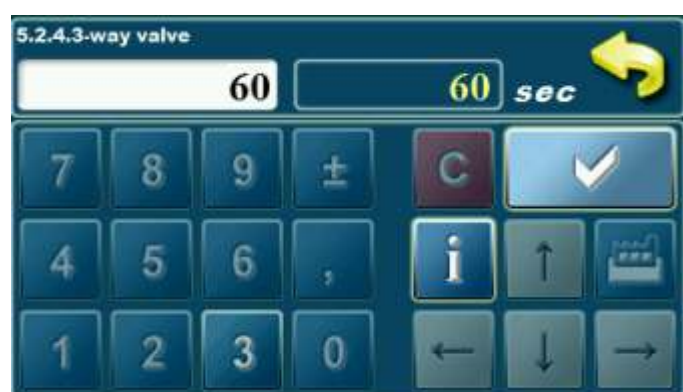 5.2.4.3-way valve
60 60 sec
7 8 9 ± C
4 5 6 , i ↑
1 2 3 0 ← ↓ →